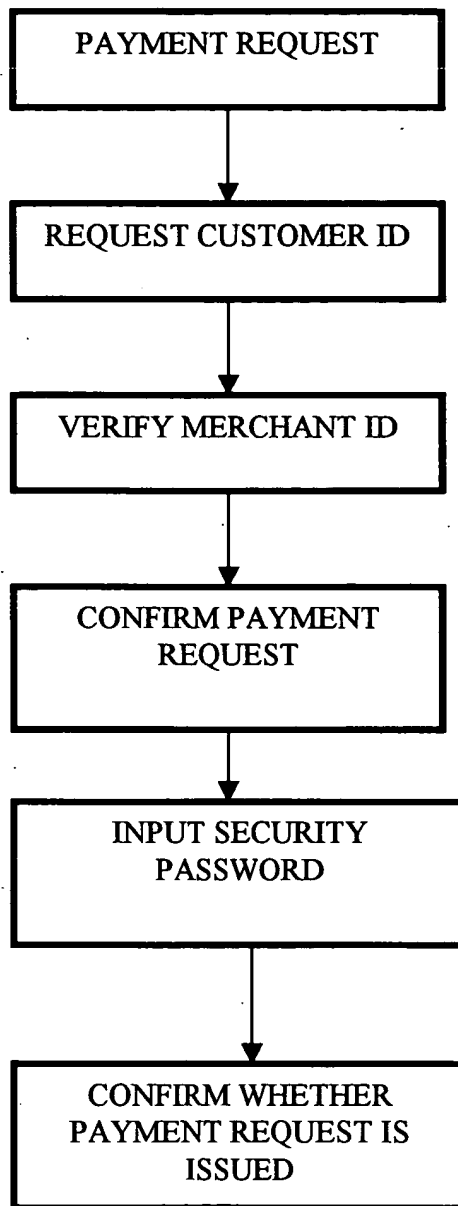 PAYMENT REQUEST
REQUEST CUSTOMER ID
VERIFY MERCHANT ID
CONFIRM PAYMENT
REQUEST
INPUT SECURITY
PASSWORD
CONFIRM WHETHER
PAYMENT REQUEST IS
ISSUED